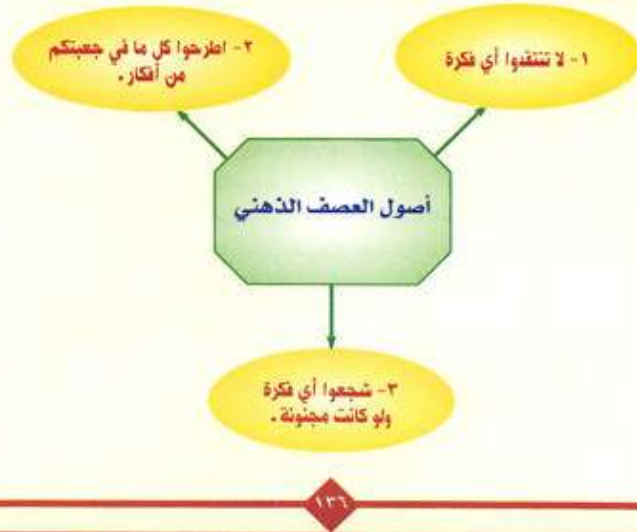 أصول العصف الذهني
١- لا تنتقدوا أي فكرة
٢- اطرحوا كل ما في جعبتكم
من أفكار.
٣- شجعوا أي فكرة
ولو كانت مجنونة.
١٣٦